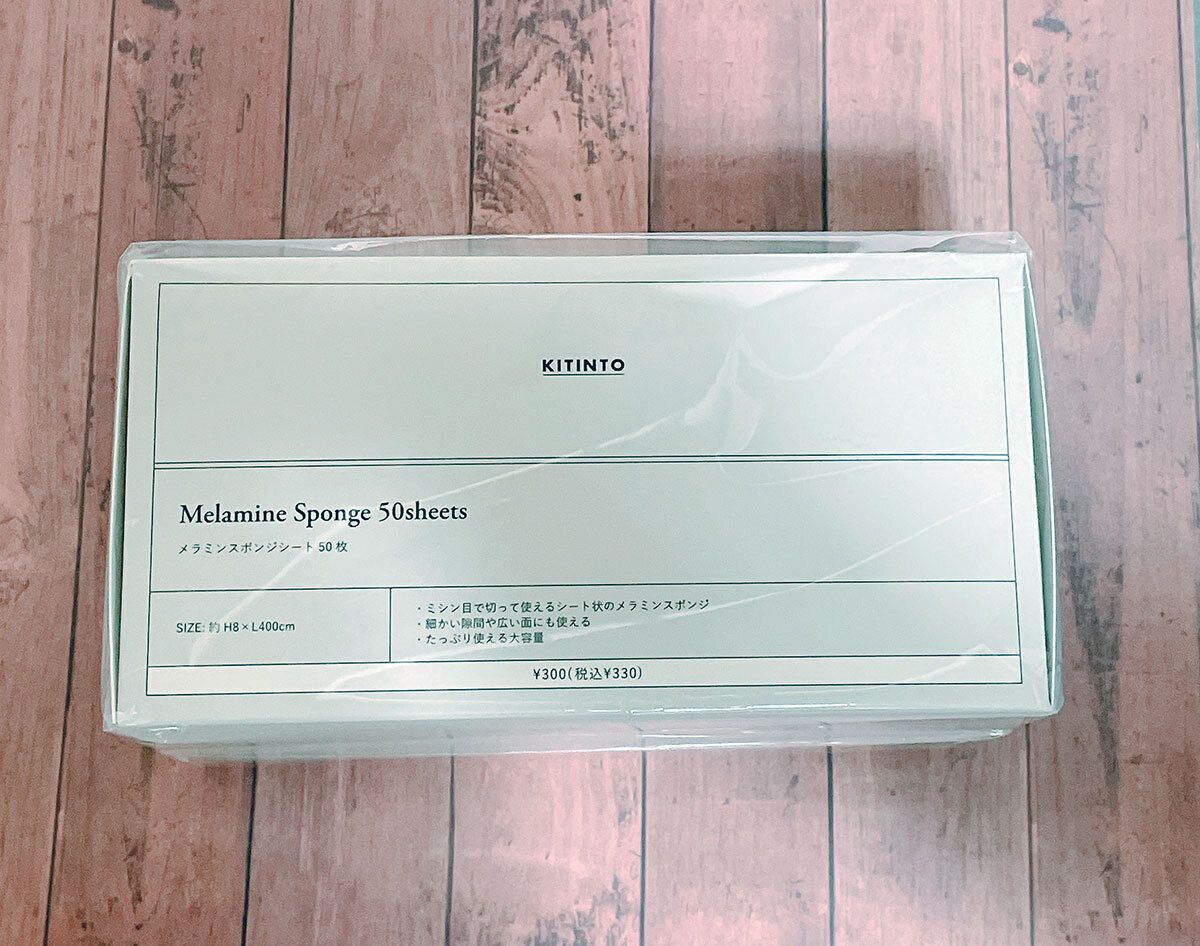 KITINTO
Melamine Sponge 50sheets
メラミンスポンジシート 50 枚
SIZE: 約 H8×L400cm
・ミシン目で切って使えるシート状のメラミンスポンジ
・細かい隙間や広い面にも使える
・たっぷり使える大容量
¥300(税込¥330)